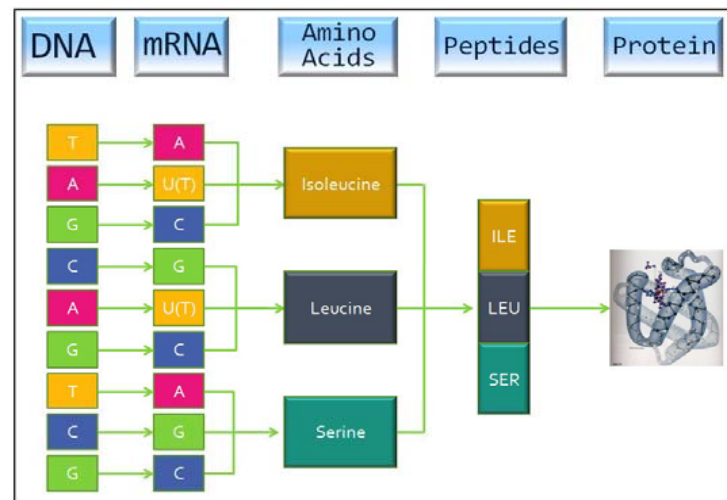 DNA mRNA Amino Acids Peptides Protein
T A
A U(T) Isoleucine
G C
C G ILE
A U(T) Leucine LEU
G C
T A SER
C G Serine
G C